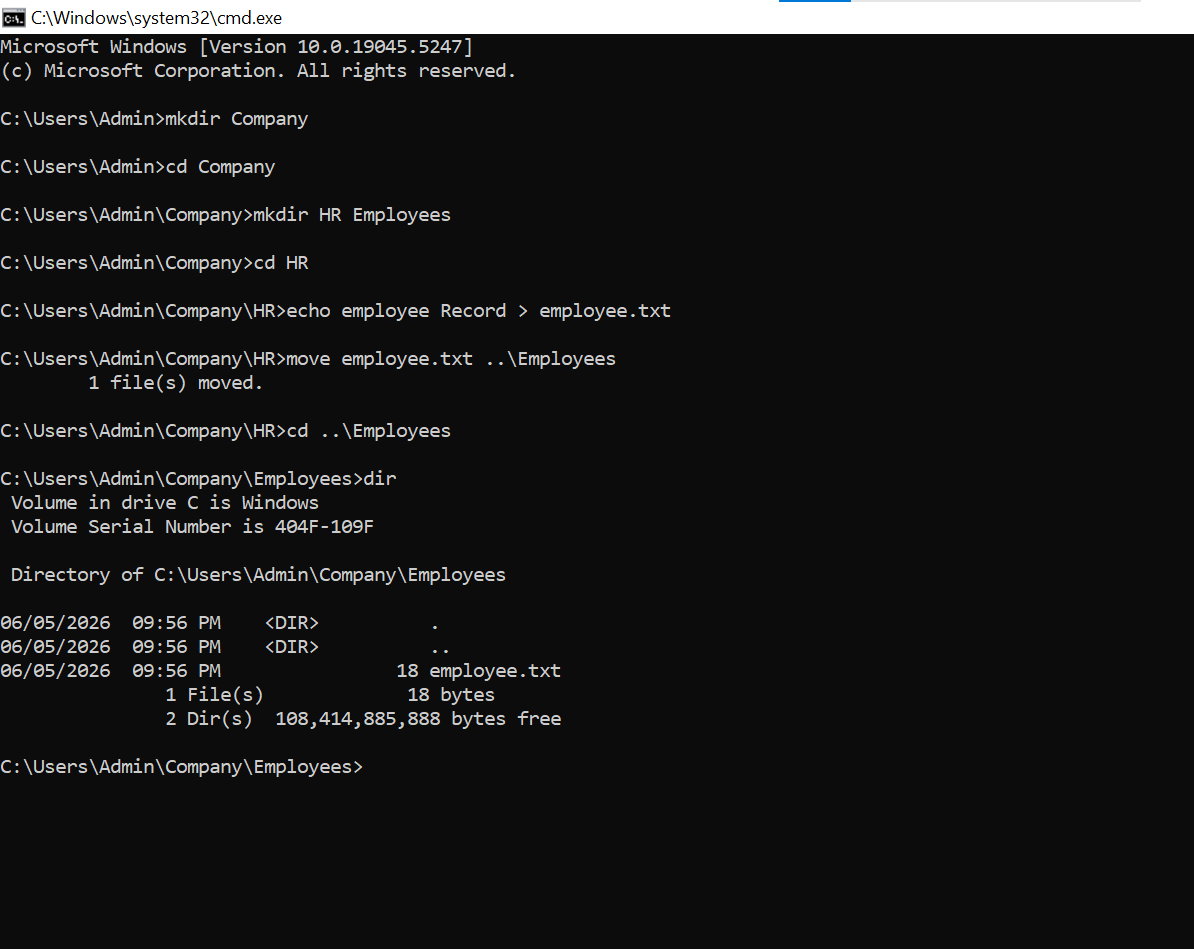 C:\Windows\system32\cmd.exe
Microsoft Windows [Version 10.0.19045.5247]
(c) Microsoft Corporation. All rights reserved.
C:\Users\Admin>mkdir Company
C:\Users\Admin>cd Company
C:\Users\Admin\Company>mkdir HR Employees
C:\Users\Admin\Company>cd HR
C:\Users\Admin\Company\HR>echo employee Record > employee.txt
C:\Users\Admin\Company\HR>move employee.txt ..\Employees
        1 file(s) moved.
C:\Users\Admin\Company\HR>cd ..\Employees
C:\Users\Admin\Company\Employees>dir
 Volume in drive C is Windows
 Volume Serial Number is 404F-109F
 Directory of C:\Users\Admin\Company\Employees
06/05/2026  09:56 PM    <DIR>          .
06/05/2026  09:56 PM    <DIR>          ..
06/05/2026  09:56 PM                18 employee.txt
               1 File(s)             18 bytes
               2 Dir(s)  108,414,885,888 bytes free
C:\Users\Admin\Company\Employees>